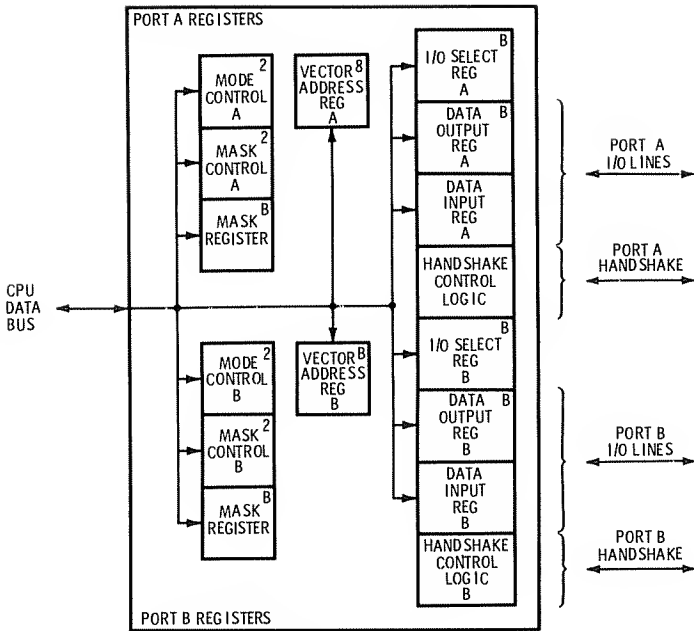 PORT A REGISTERS
MODE 2
CONTROL
A
MASK 2
CONTROL
A
B
MASK
REGISTER
VECTOR 8
ADDRESS
REG
A
B
I/O SELECT
REG
A
DATA B
OUTPUT
REG
A
DATA B
INPUT
REG
A
HANDSHAKE
CONTROL
LOGIC
PORT A
I/O LINES
PORT A
HANDSHAKE
CPU
DATA
BUS
MODE 2
CONTROL
B
MASK 2
CONTROL
B
B
MASK
REGISTER
VECTOR B
ADDRESS
REG
B
B
I/O SELECT
REG
B
DATA B
OUTPUT
REG
B
DATA
INPUT
REG
B
HANDSHAKE
CONTROL
LOGIC
B
PORT B
I/O LINES
PORT B
HANDSHAKE
PORT B REGISTERS